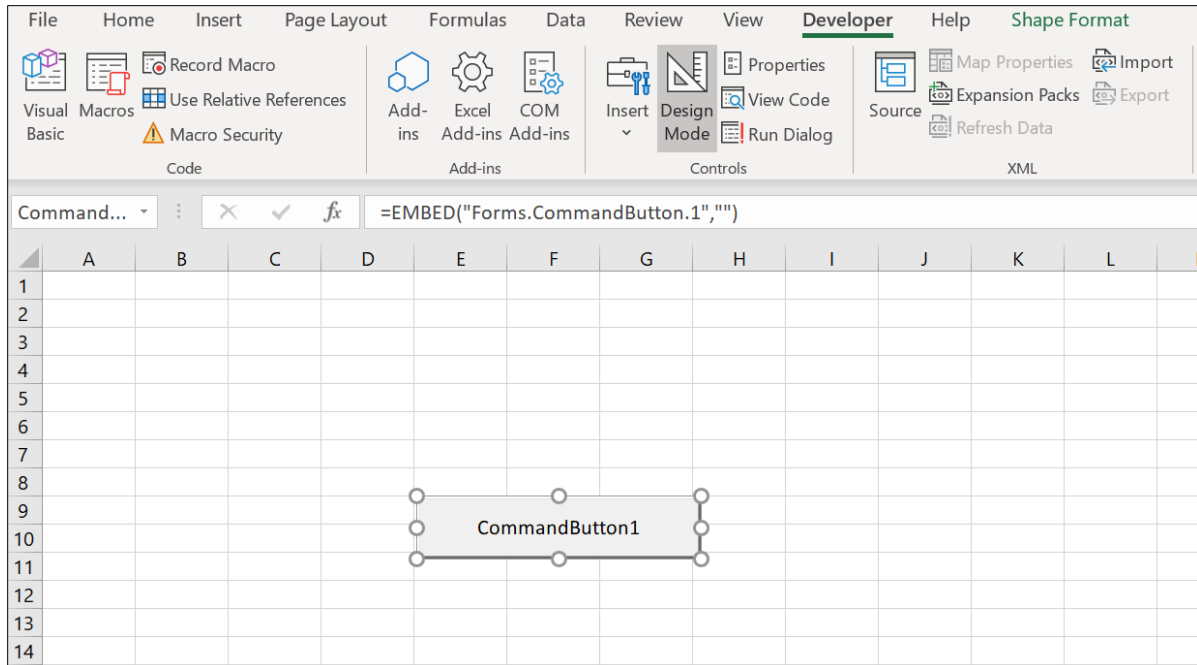 File Home Insert Page Layout Formulas Data Review View Developer Help Shape Format
Visual Basic
Macros
Record Macro
Use Relative References
Macro Security
Code
Add-ins
Excel Add-ins
COM Add-ins
Add-ins
Insert
Design Mode
Properties
View Code
Run Dialog
Controls
Source
Map Properties
Expansion Packs
Refresh Data
Import
Export
XML
Command... fx =EMBED("Forms.CommandButton.1","")
A B C D E F G H I J K L
1
2
3
4
5
6
7
8
9
CommandButton1
10
11
12
13
14